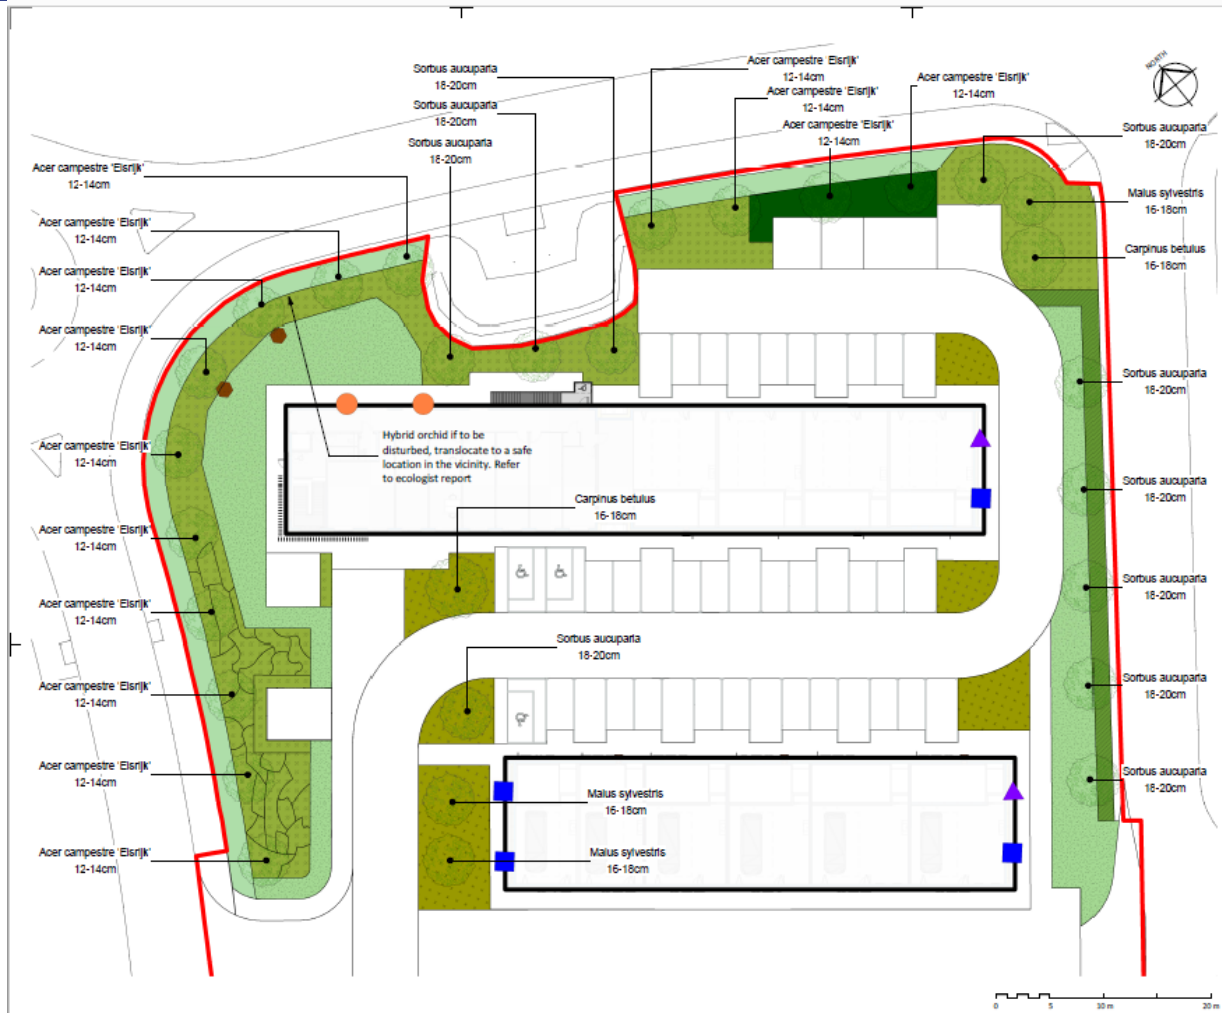 Sorbus aucuparia
18-20cm
Sorbus aucuparia
18-20cm
Sorbus aucuparia
18-20cm
Acer campestre 'Elsrijk'
12-14cm
Acer campestre 'Elsrijk'
12-14cm
Acer campestre 'Elsrijk'
12-14cm
Acer campestre 'Elsrijk'
12-14cm
NORTH
Sorbus aucuparia
18-20cm
Malus sylvestris
16-18cm
Carpinus betulus
16-18cm
Acer campestre 'Elsrijk'
12-14cm
Acer campestre 'Elsrijk'
12-14cm
Acer campestre 'Elsrijk'
12-14cm
Acer campestre 'Elsrijk'
12-14cm
Acer campestre 'Elsrijk'
12-14cm
Acer campestre 'Elsrijk'
12-14cm
Acer campestre 'Elsrijk'
12-14cm
Acer campestre 'Elsrijk'
12-14cm
Acer campestre 'Elsrijk'
12-14cm
Acer campestre 'Elsrijk'
12-14cm
Hybrid orchid if to be
disturbed, translocate to a safe
location in the vicinity. Refer
to ecologist report
Carpinus betulus
16-18cm
Sorbus aucuparia
18-20cm
Malus sylvestris
16-18cm
Malus sylvestris
16-18cm
Sorbus aucuparia
18-20cm
Sorbus aucuparia
18-20cm
Sorbus aucuparia
18-20cm
Sorbus aucuparia
18-20cm
Sorbus aucuparia
18-20cm
0 5 10 m 20 m